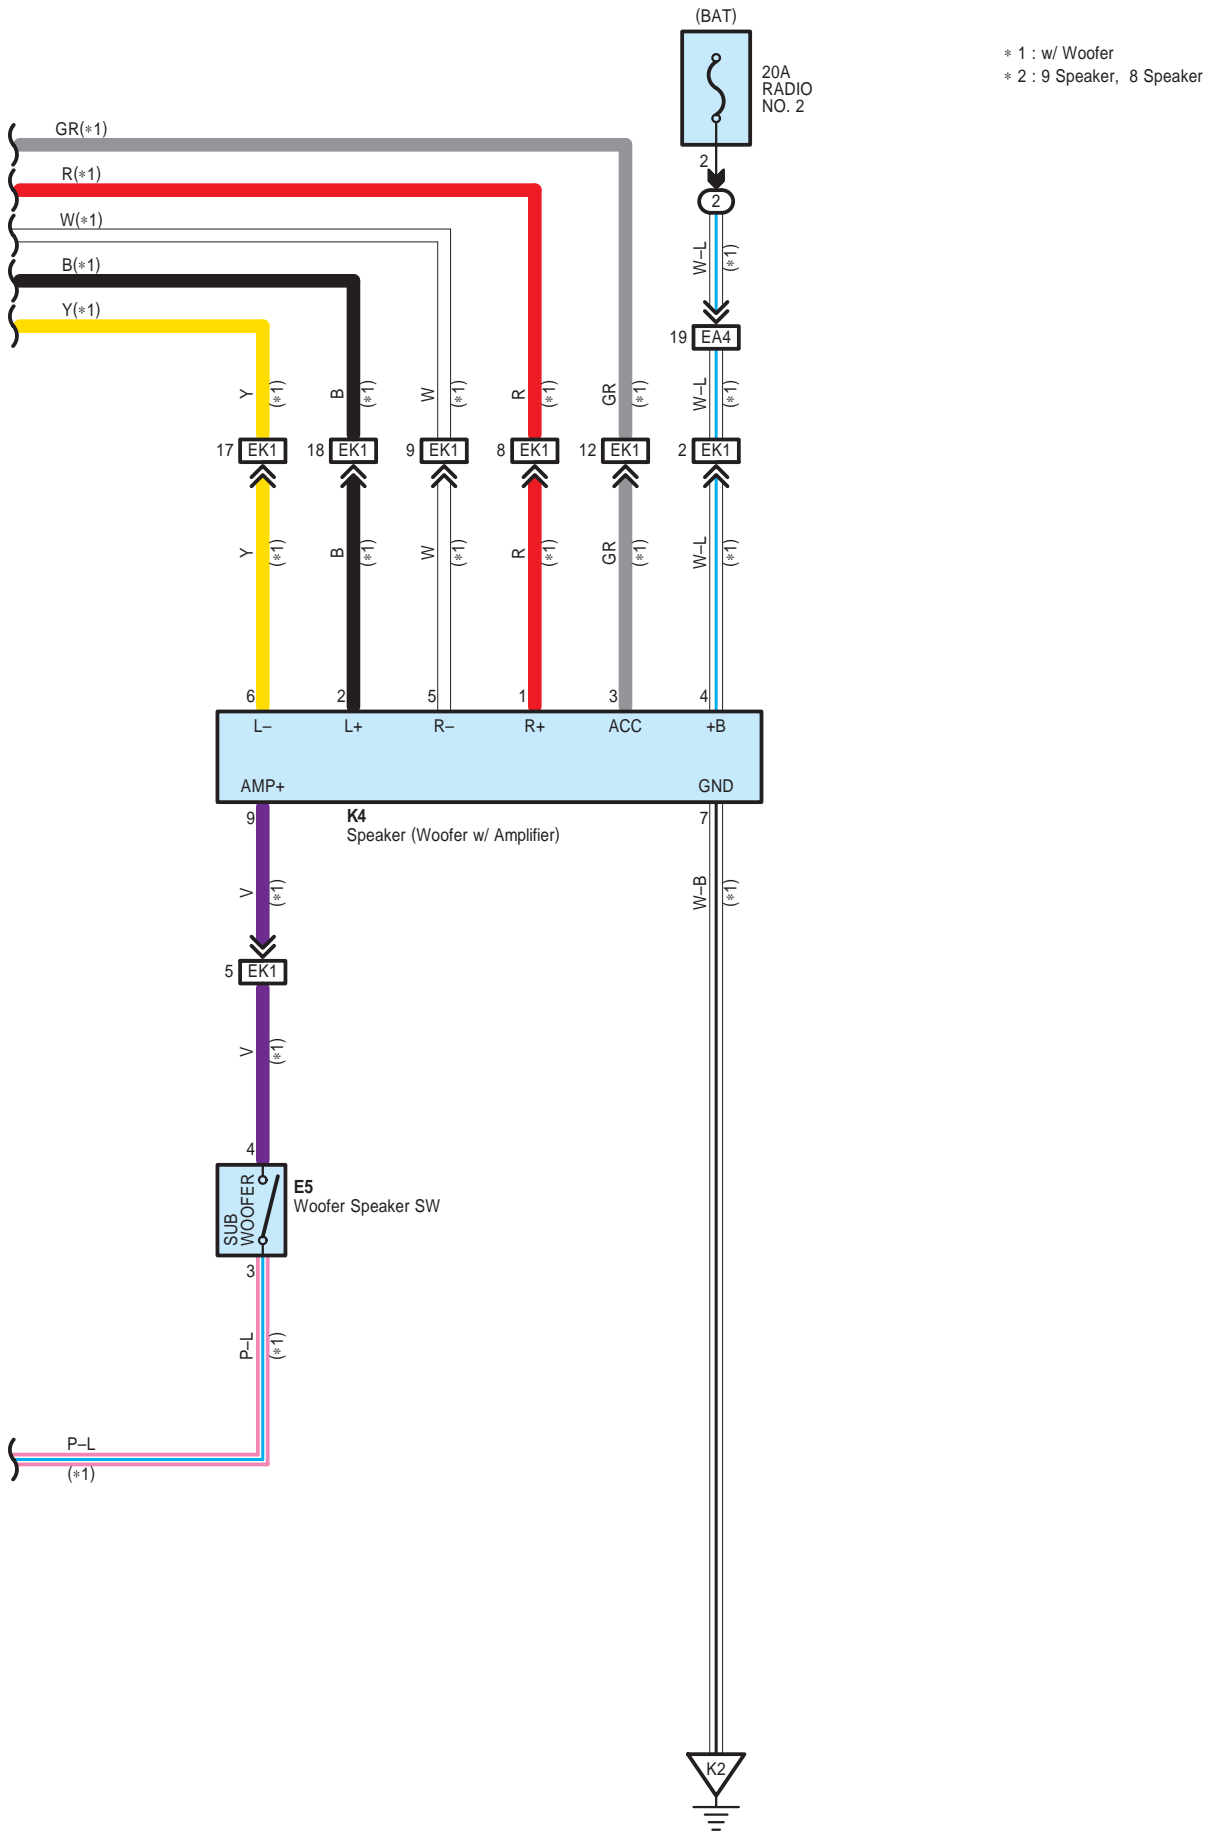 (BAT)
20A
RADIO
NO. 2
∗ 1 : w/ Woofer
∗ 2 : 9 Speaker, 8 Speaker
GR(∗1)
R(∗1)
W(∗1)
B(∗1)
Y(∗1)
2
2
W–L
(∗1)
19 EA4
Y
(∗1)
B
(∗1)
W
(∗1)
R
(∗1)
GR
(∗1)
W–L
(∗1)
17 EK1
18 EK1
9 EK1
8 EK1
12 EK1
2 EK1
Y
(∗1)
B
(∗1)
W
(∗1)
R
(∗1)
GR
(∗1)
W–L
(∗1)
6 2 5 1 3 4
L– L+ R– R+ ACC +B
AMP+ GND
9
K4
Speaker (Woofer w/ Amplifier)
7
V
(∗1)
W–B
(∗1)
5 EK1
V
(∗1)
4
SUB
WOOFER
E5
Woofer Speaker SW
3
P–L
(∗1)
P–L
(∗1)
K2